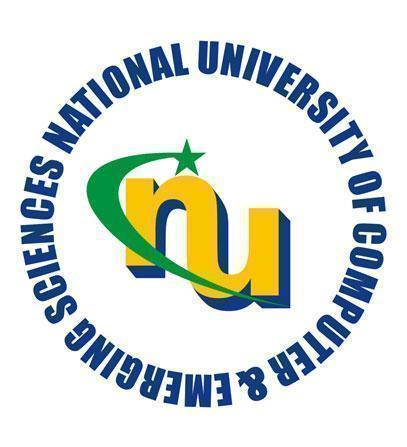 NATIONAL UNIVERSITY OF COMPUTER & EMERGING SCIENCES
nu